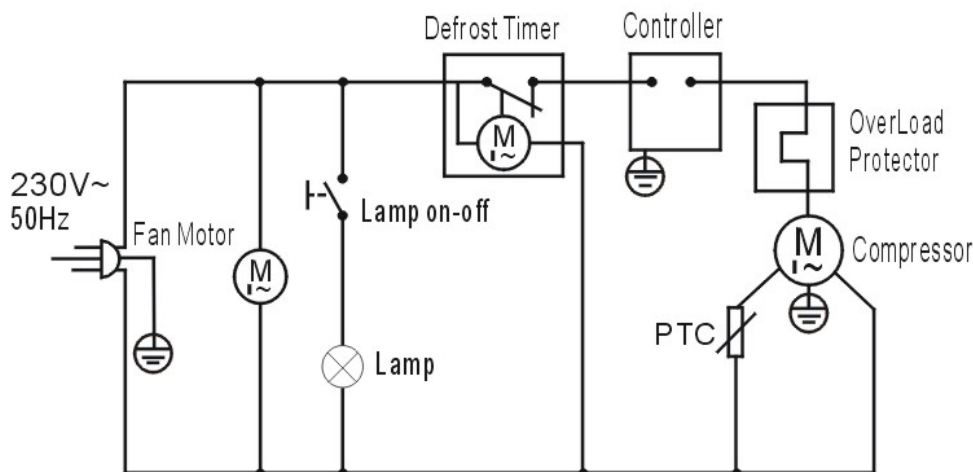 Defrost Timer
Controller
M
~
OverLoad
Protector
230V~
50Hz
Lamp on-off
Fan Motor
M
~
M
~
Compressor
PTC
Lamp